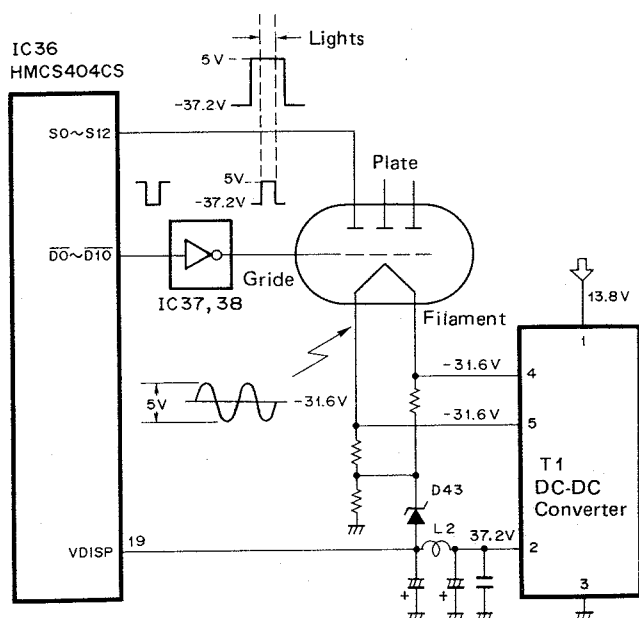 IC36
HMCS404CS
Lights
5V
-37.2V
S0~S12
Plate
5V
-37.2V
D0~D10
IC37, 38
Gride
Filament
13.8V
1
-31.6V
4
5V
-31.6V
-31.6V
5
T1
DC-DC
Converter
D43
L2
37.2V
2
VDISP
19
+
+
3